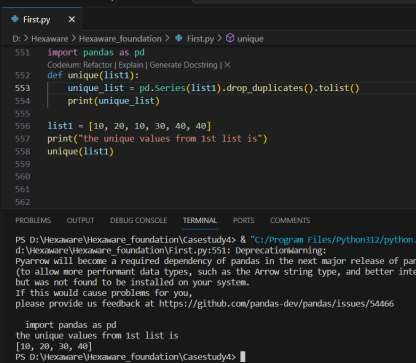 First.py
D: > Hexaware > Hexaware_foundation > First.py > unique
551 import pandas as pd
Codeium: Refactor | Explain | Generate Docstring | X
552 def unique(list1):
553 unique_list = pd.Series(list1).drop_duplicates().tolist()
554 print(unique_list)
555
556 list1 = [10, 20, 10, 30, 40, 40]
557 print("the unique values from 1st list is")
558 unique(list1)
559
560
561
562
PROBLEMS OUTPUT DEBUG CONSOLE TERMINAL PORTS COMMENTS
PS D:\Hexaware\Hexaware_foundation\Casestudy4> & "C:/Program Files/Python312/python.
d:\Hexaware\Hexaware_foundation\First.py:551: DeprecationWarning:
Pyarrow will become a required dependency of pandas in the next major release of pan
(to allow more performant data types, such as the Arrow string type, and better inte
but was not found to be installed on your system.
If this would cause problems for you,
please provide us feedback at https://github.com/pandas-dev/pandas/issues/54466
import pandas as pd
the unique values from 1st list is
[10, 20, 30, 40]
PS D:\Hexaware\Hexaware_foundation\Casestudy4>